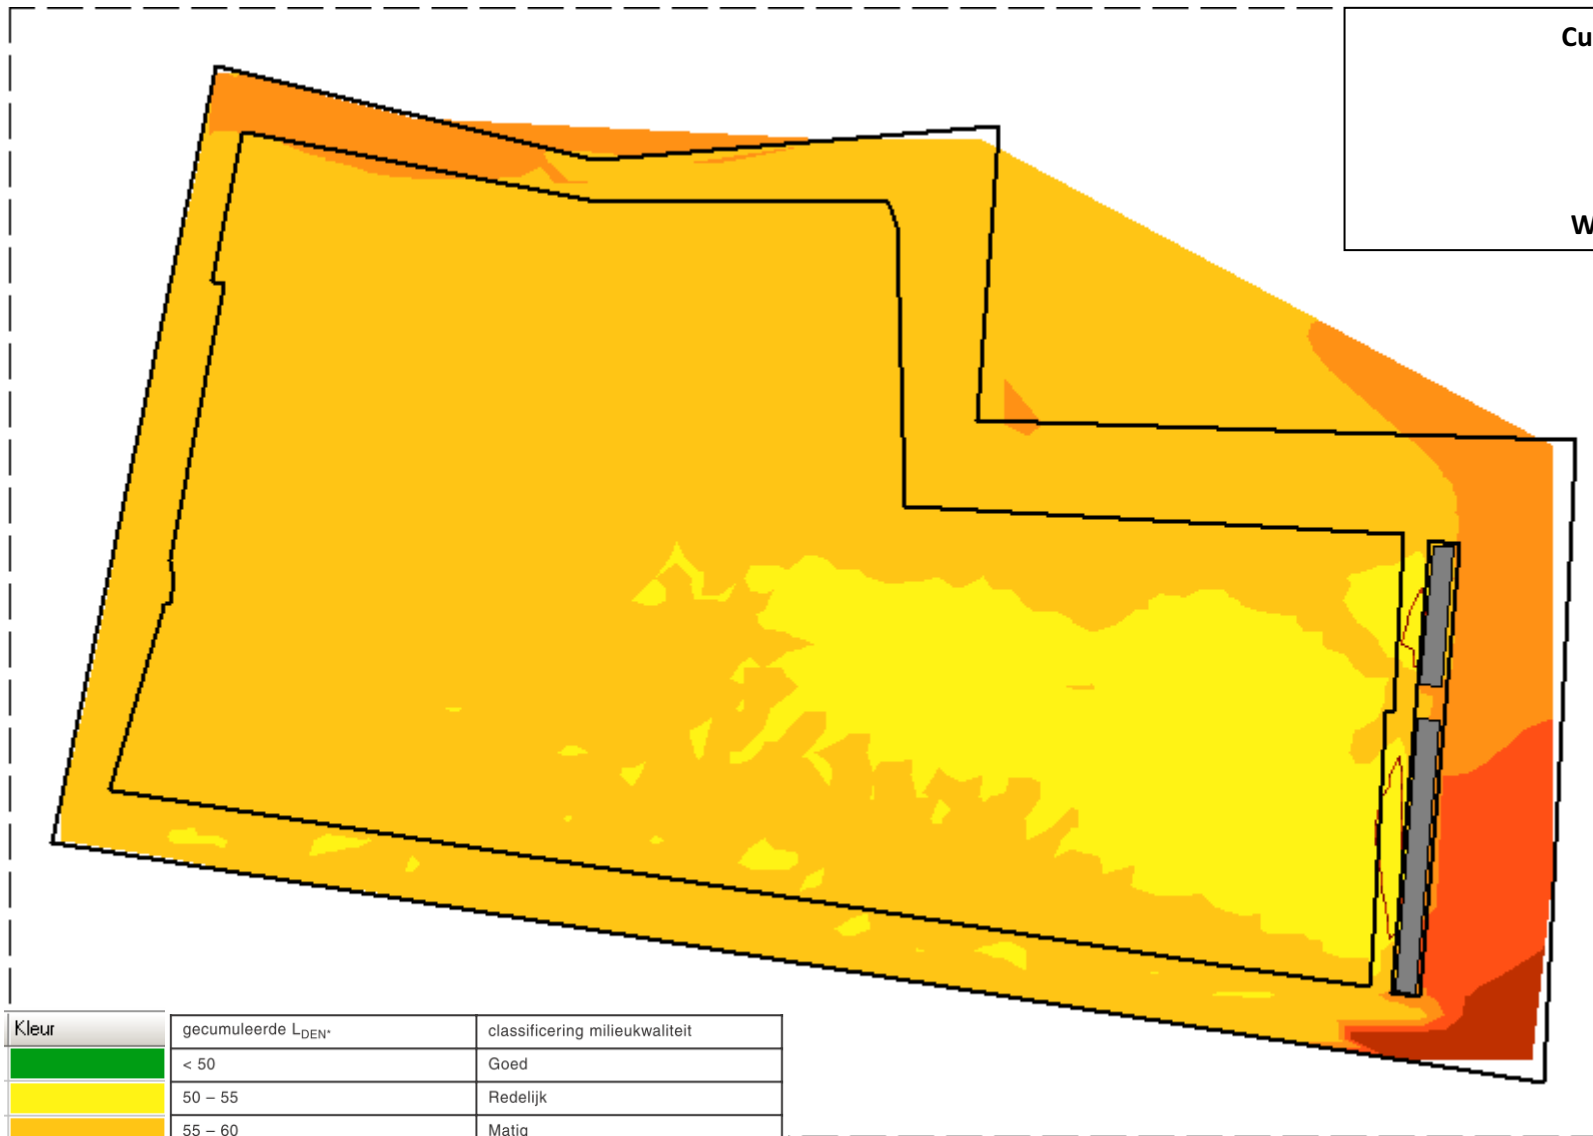 Cu
W
Kleur gecumuleerde LDEN* classificering milieukwaliteit
< 50 Goed
50 – 55 Redelijk
55 – 60 Matig